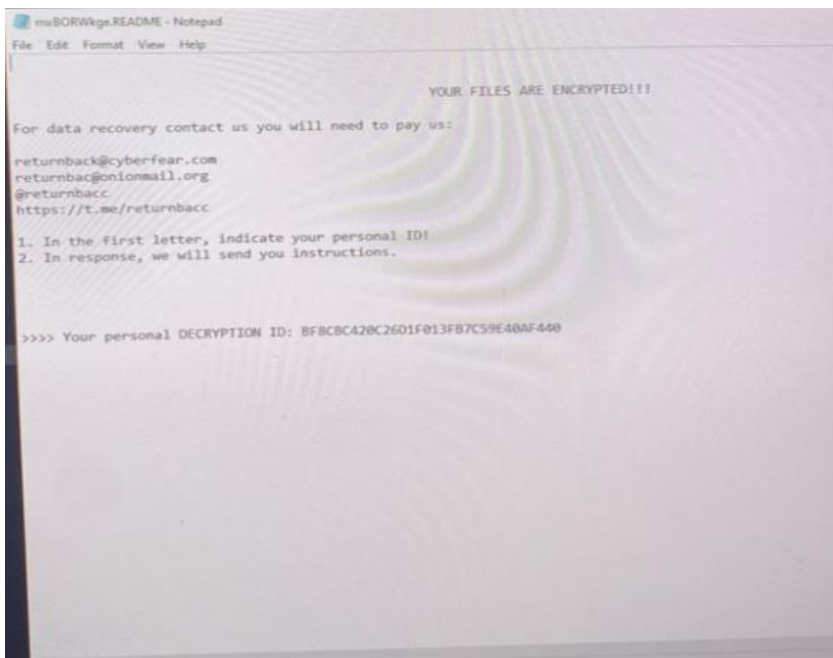 muBORWkge.README - Notepad
File Edit Format View Help
YOUR FILES ARE ENCRYPTED!!!
For data recovery contact us you will need to pay us:
returnback@cyberfear.com
returnbac@onionmail.org
@returnbacc
https://t.me/returnbacc
1. In the first letter, indicate your personal ID!
2. In response, we will send you instructions.
>>>> Your personal DECRYPTION ID: BF8CBC420C26D1F013FB7C59E40AF440